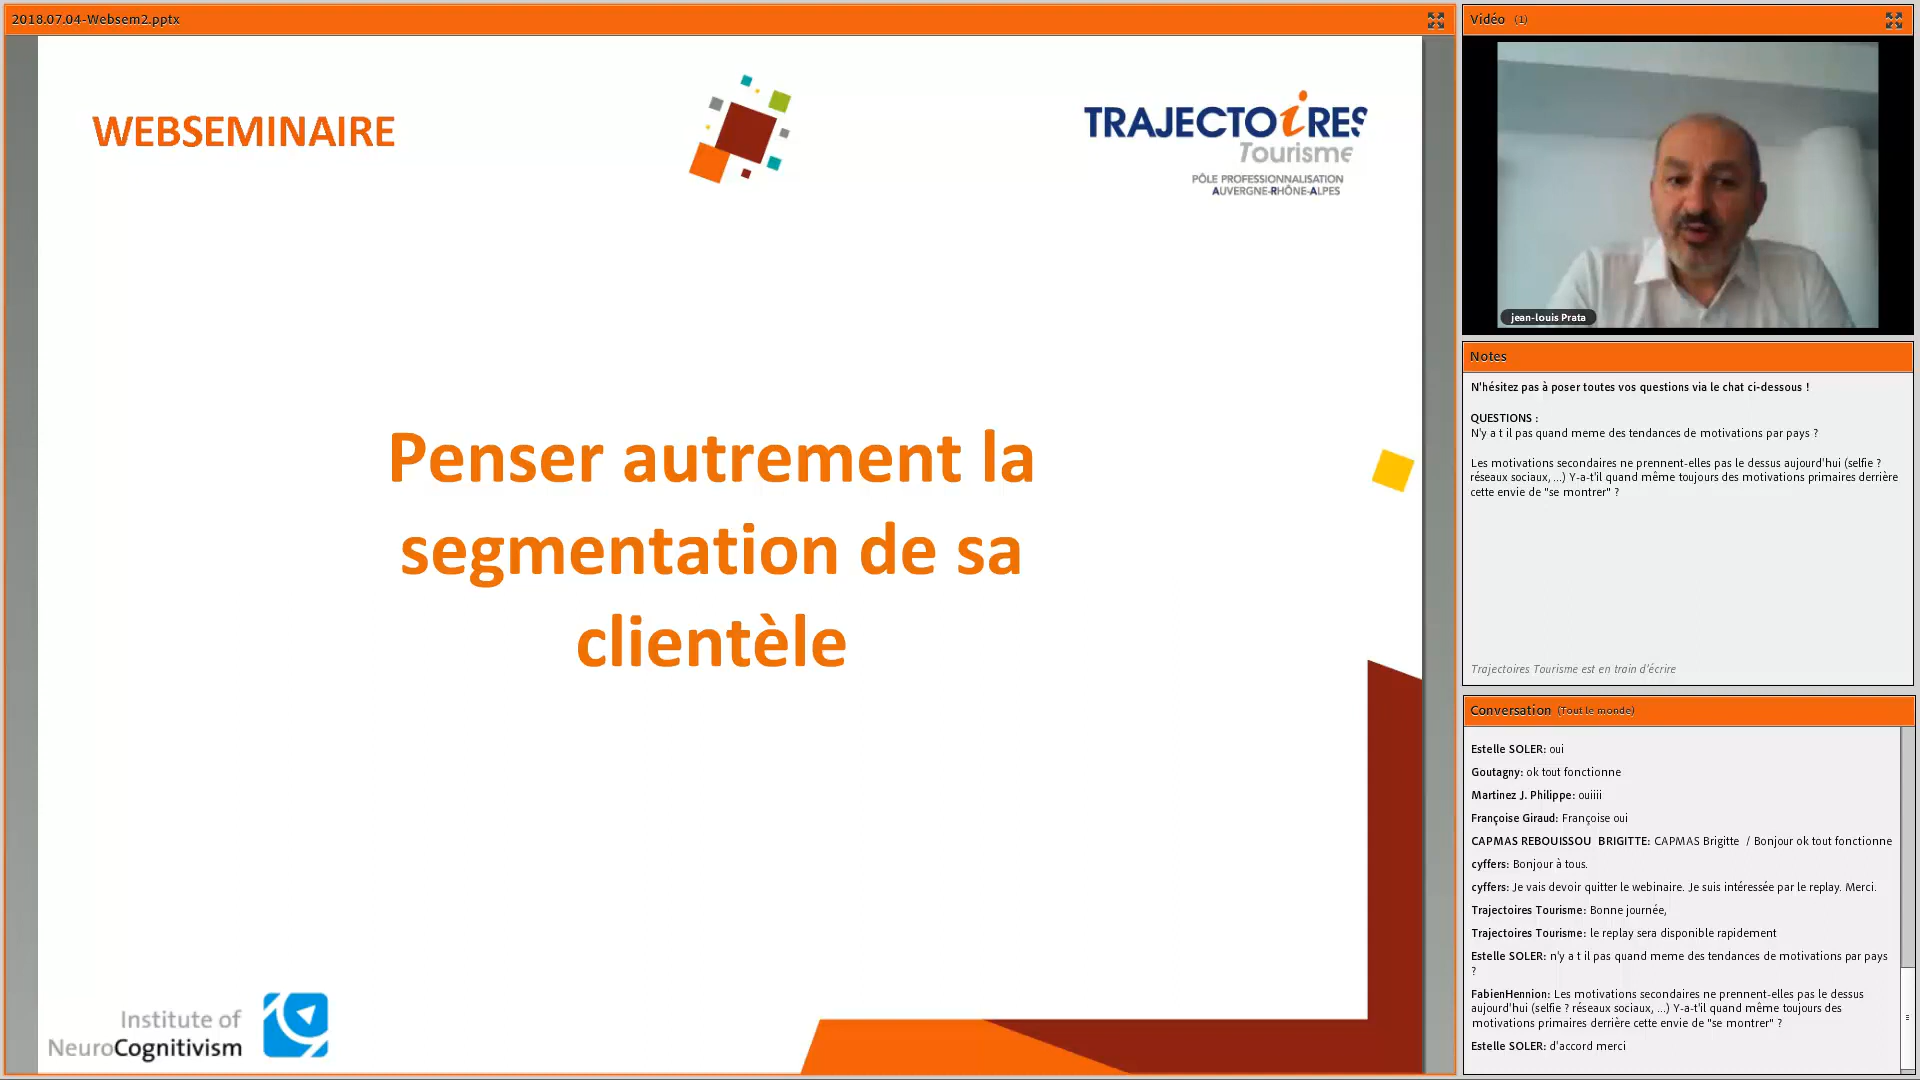 2018.07.04-Websem2.pptx
WEBSEMINAIRE
TRAJECTOiRES
Tourisme
PÔLE PROFESSIONNALISATION
AUVERGNE-RHÔNE-ALPES
Penser autrement la
segmentation de sa
clientèle
Institute of
NeuroCognitivism
Vidéo (1)
jean-louis Prata
Notes
N'hésitez pas à poser toutes vos questions via le chat ci-dessous !
QUESTIONS :
N'y a t il pas quand meme des tendances de motivations par pays ?
Les motivations secondaires ne prennent-elles pas le dessus aujourd'hui (selfie ?
réseaux sociaux, ...) Y-a-t'il quand même toujours des motivations primaires derrière
cette envie de "se montrer" ?
Trajectoires Tourisme est en train d'écrire
Conversation (Tout le monde)
Estelle SOLER: oui
Goutagny: ok tout fonctionne
Martinez J. Philippe: ouiiii
Françoise Giraud: Françoise oui
CAPMAS REBOUISSOU BRIGITTE: CAPMAS Brigitte / Bonjour ok tout fonctionne
cyffers: Bonjour à tous.
cyffers: Je vais devoir quitter le webinaire. Je suis intéressée par le replay. Merci.
Trajectoires Tourisme: Bonne journée,
Trajectoires Tourisme: le replay sera disponible rapidement
Estelle SOLER: n'y a t il pas quand meme des tendances de motivations par pays
?
FabienHennion: Les motivations secondaires ne prennent-elles pas le dessus
aujourd'hui (selfie ? réseaux sociaux, ...) Y-a-t'il quand même toujours des
motivations primaires derrière cette envie de "se montrer" ?
Estelle SOLER: d'accord merci